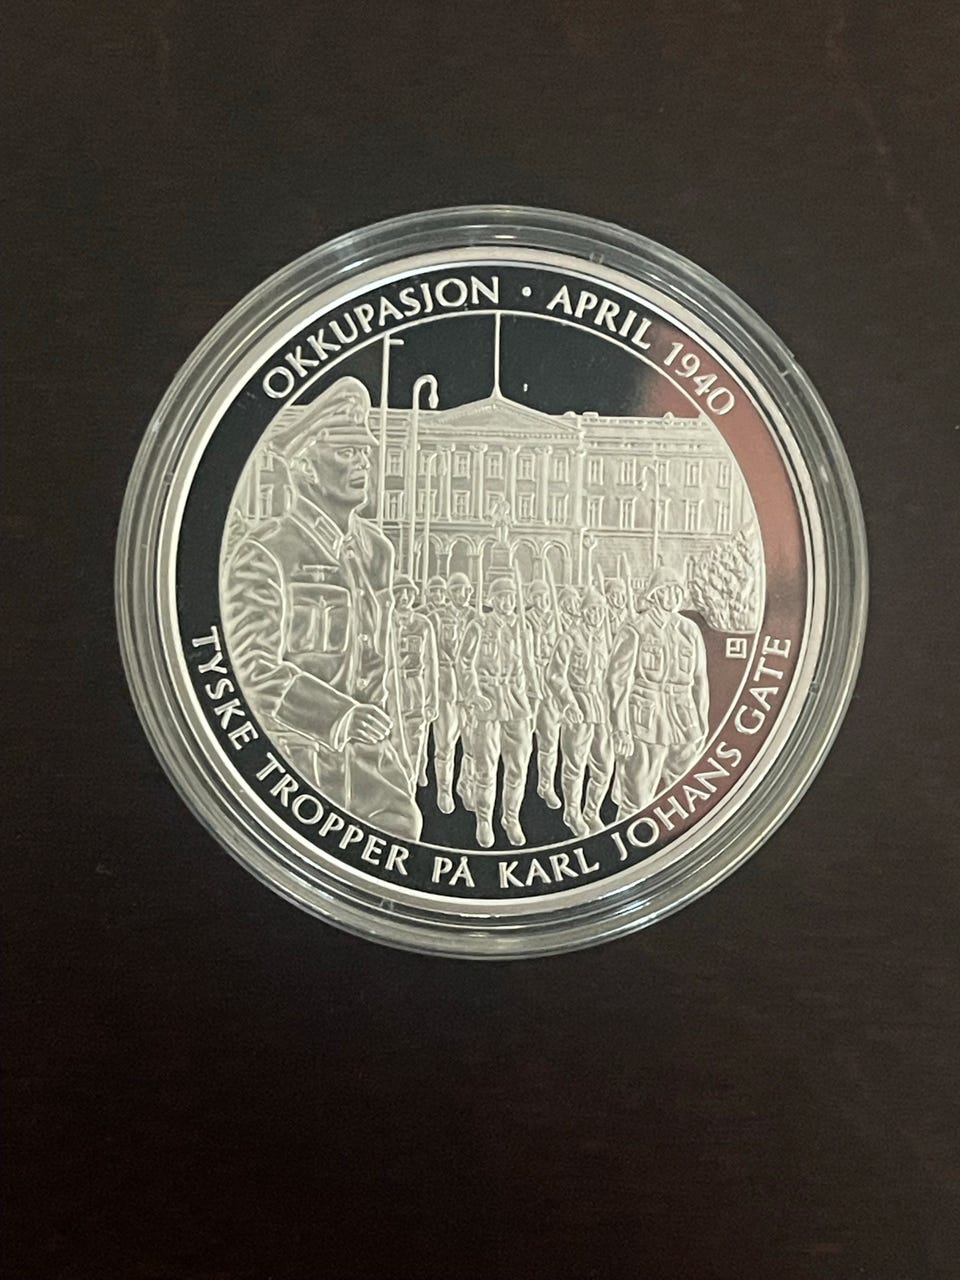 OKKUPASJON · APRIL 1940
TYSKE TROPPER PÅ KARL JOHANS GATE